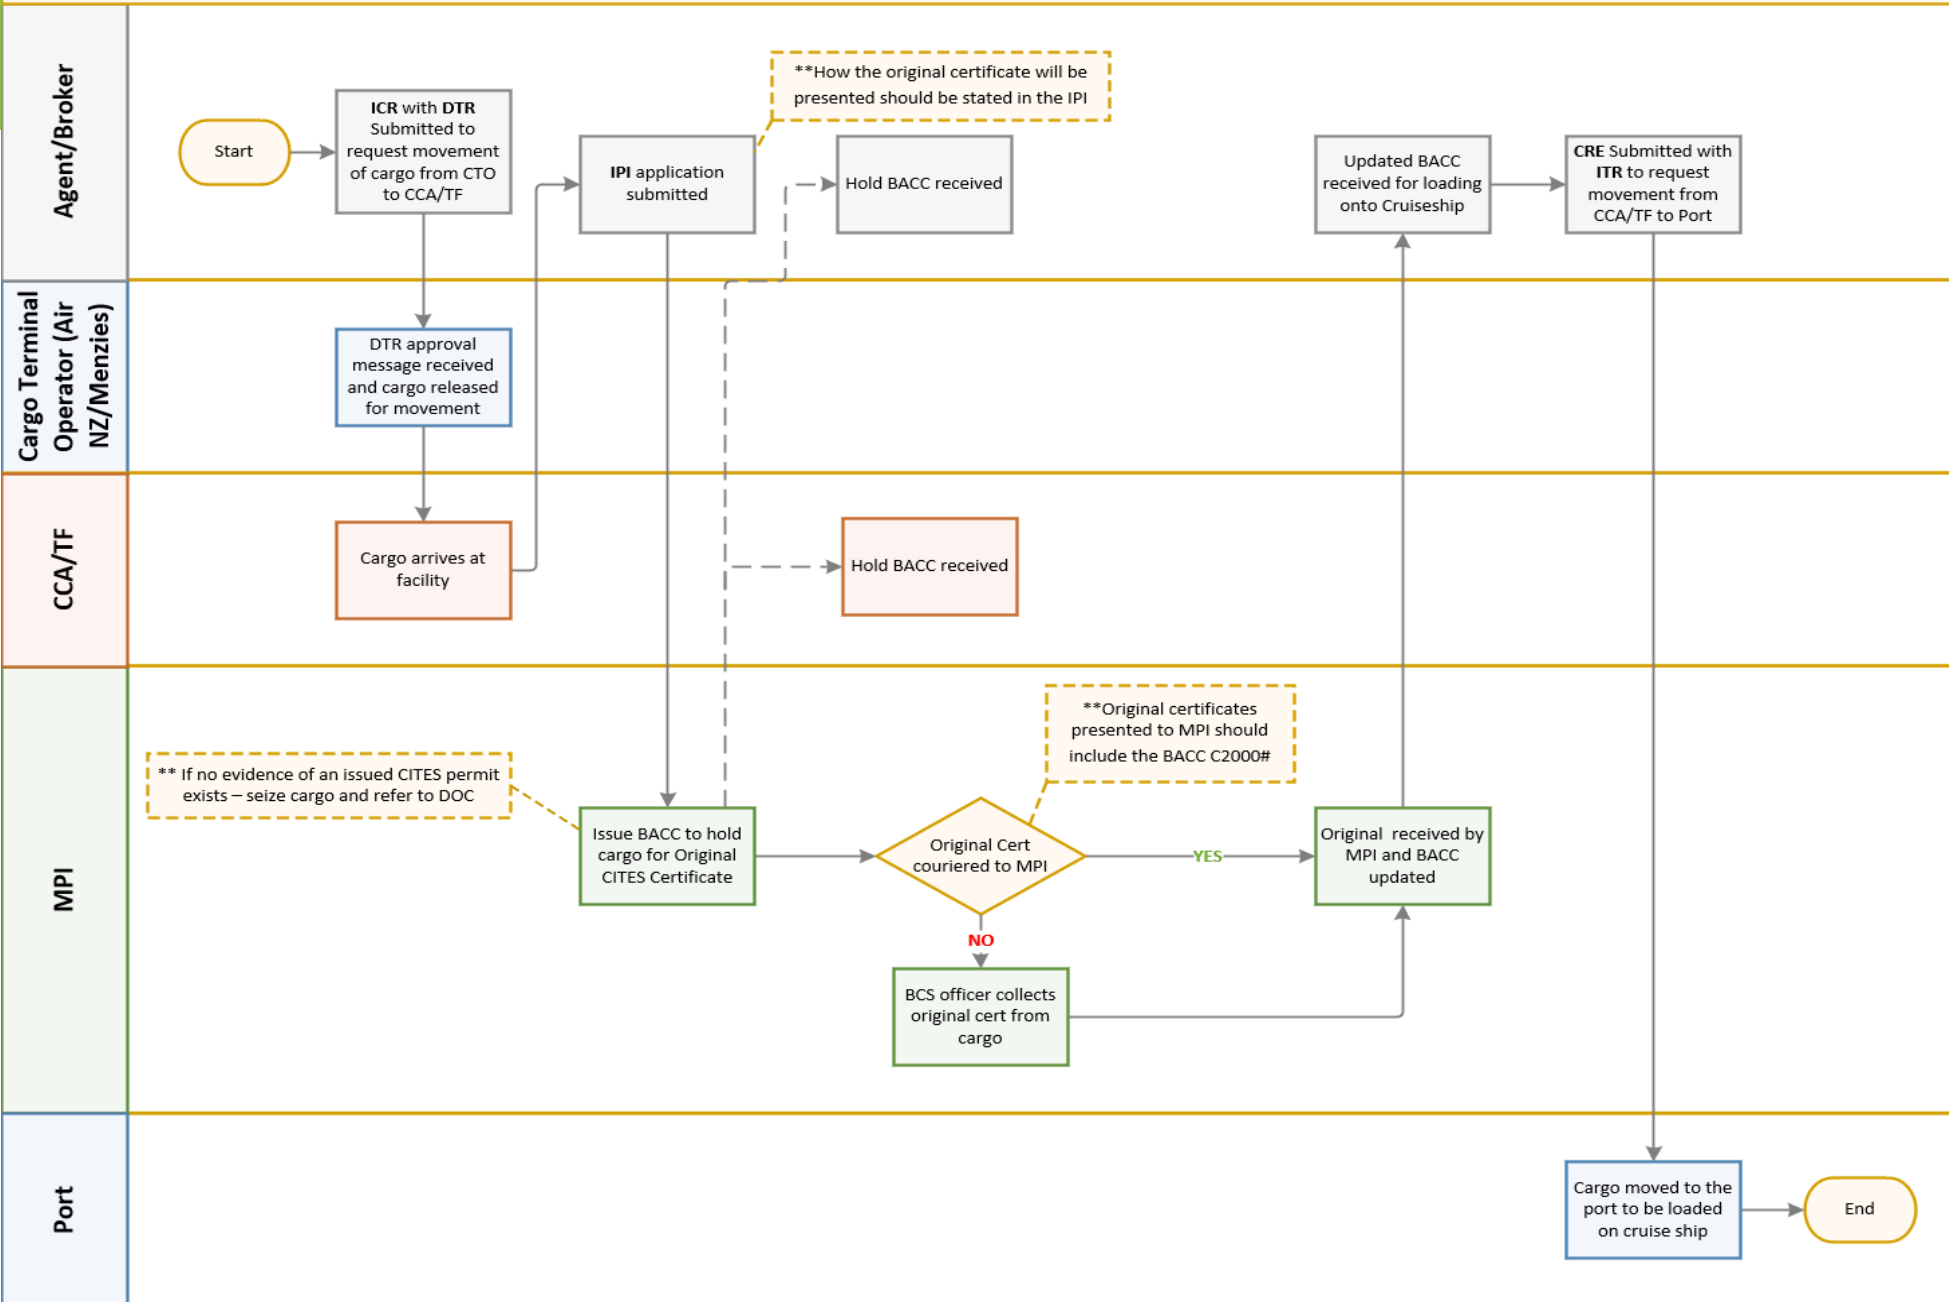 Agent/Broker
Start
ICR with DTR
Submitted to
request movement
of cargo from CTO
to CCA/TF
IPI application
submitted
**How the original certificate will be
presented should be stated in the IPI
Hold BACC received
Updated BACC
received for loading
onto Cruiseship
CRE Submitted with
ITR to request
movement from
CCA/TF to Port
Cargo Terminal
Operator (Air
NZ/Menzies)
DTR approval
message received
and cargo released
for movement
CCA/TF
Cargo arrives at
facility
Hold BACC received
MPI
** If no evidence of an issued CITES permit
exists – seize cargo and refer to DOC
Issue BACC to hold
cargo for Original
CITES Certificate
Original Cert
couriered to MPI
**Original certificates
presented to MPI should
include the BACC C2000#
YES
NO
Original  received by
MPI and BACC
updated
BCS officer collects
original cert from
cargo
Port
Cargo moved to the
port to be loaded
on cruise ship
End